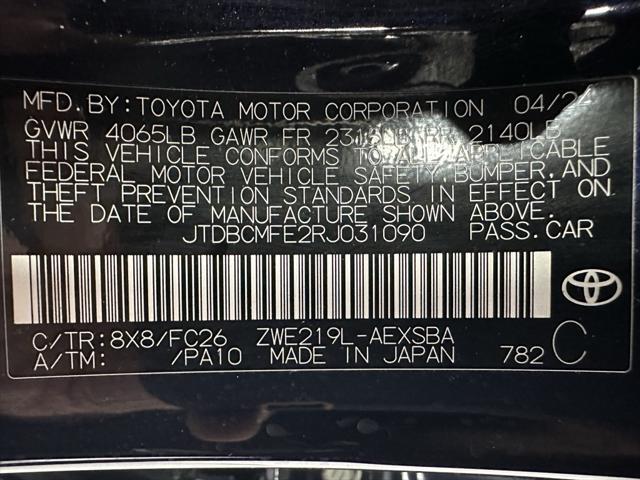 MFD. BY: TOYOTA MOTOR CORPORATION 04/24
GVWR 4065LB GAWR FR 2315LB RR 2140LB
THIS VEHICLE CONFORMS TO ALL APPLICABLE
FEDERAL MOTOR VEHICLE SAFETY, BUMPER, AND
THEFT PREVENTION STANDARDS IN EFFECT ON
THE DATE OF MANUFACTURE SHOWN ABOVE.
JTDBCMFE2RJ031090 PASS.CAR
C/TR: 8X8/FC26 ZWE219L-AEXSBA
A/TM: /PA10 MADE IN JAPAN 782 C